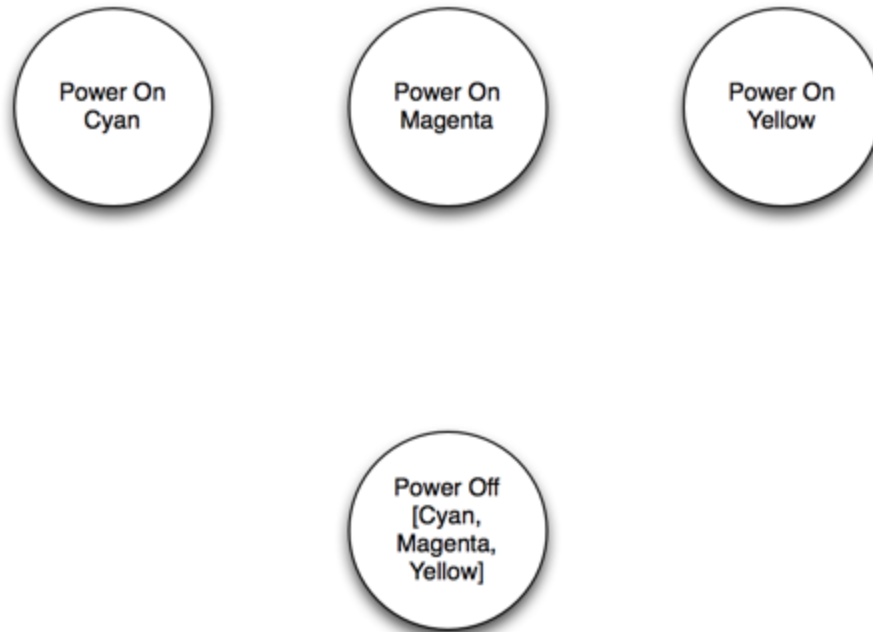 Power On
Cyan
Power On
Magenta
Power On
Yellow
Power Off
[Cyan,
Magenta,
Yellow]